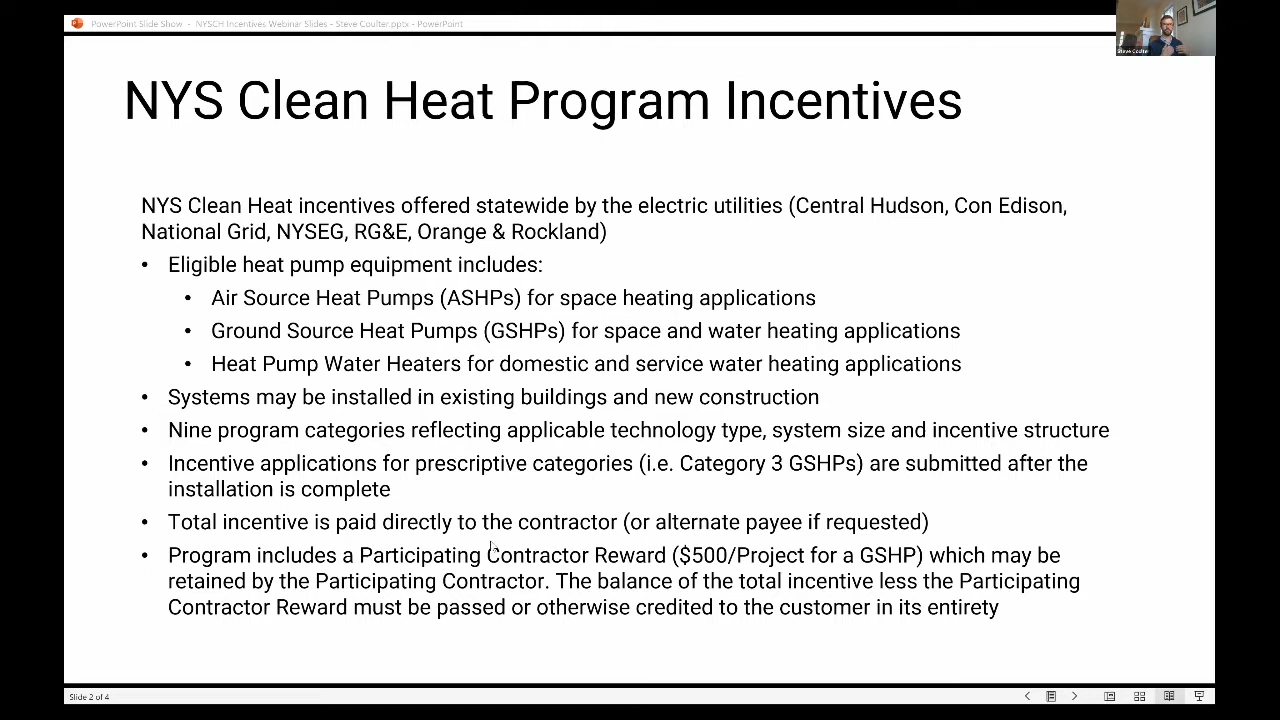 PowerPoint Slide Show - NYSCH Incentives Webinar Slides - Steve Coulter.pptx - PowerPoint
Steve Coulter
NYS Clean Heat Program Incentives
NYS Clean Heat incentives offered statewide by the electric utilities (Central Hudson, Con Edison,
National Grid, NYSEG, RG&E, Orange & Rockland)
• Eligible heat pump equipment includes:
• Air Source Heat Pumps (ASHPs) for space heating applications
• Ground Source Heat Pumps (GSHPs) for space and water heating applications
• Heat Pump Water Heaters for domestic and service water heating applications
• Systems may be installed in existing buildings and new construction
• Nine program categories reflecting applicable technology type, system size and incentive structure
• Incentive applications for prescriptive categories (i.e. Category 3 GSHPs) are submitted after the
installation is complete
• Total incentive is paid directly to the contractor (or alternate payee if requested)
• Program includes a Participating Contractor Reward ($500/Project for a GSHP) which may be
retained by the Participating Contractor. The balance of the total incentive less the Participating
Contractor Reward must be passed or otherwise credited to the customer in its entirety
Slide 2 of 4